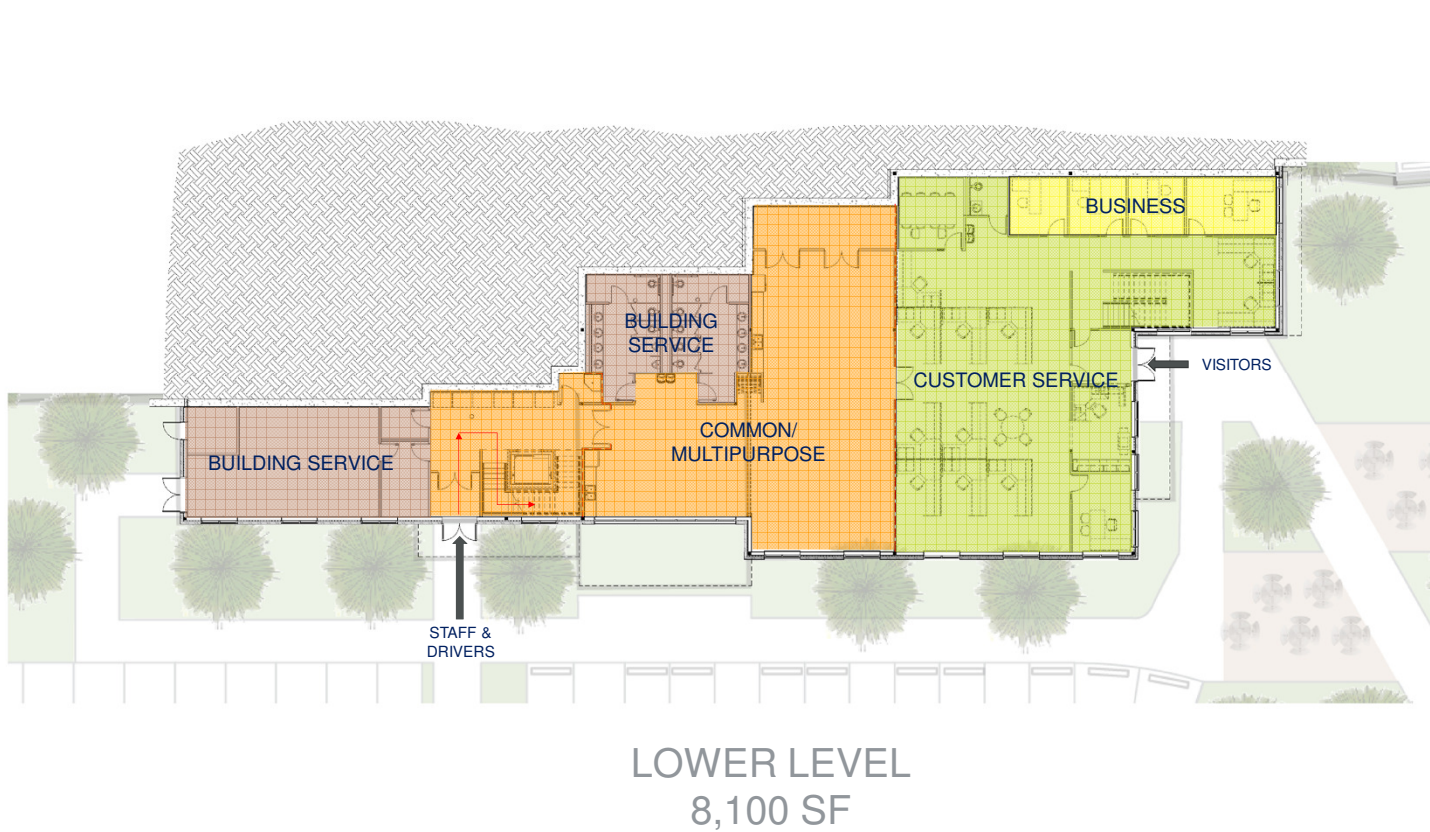 BUSINESS
BUILDING
SERVICE
VISITORS
CUSTOMER SERVICE
COMMON/
MULTIPURPOSE
BUILDING SERVICE
STAFF &
DRIVERS
LOWER LEVEL
8,100 SF